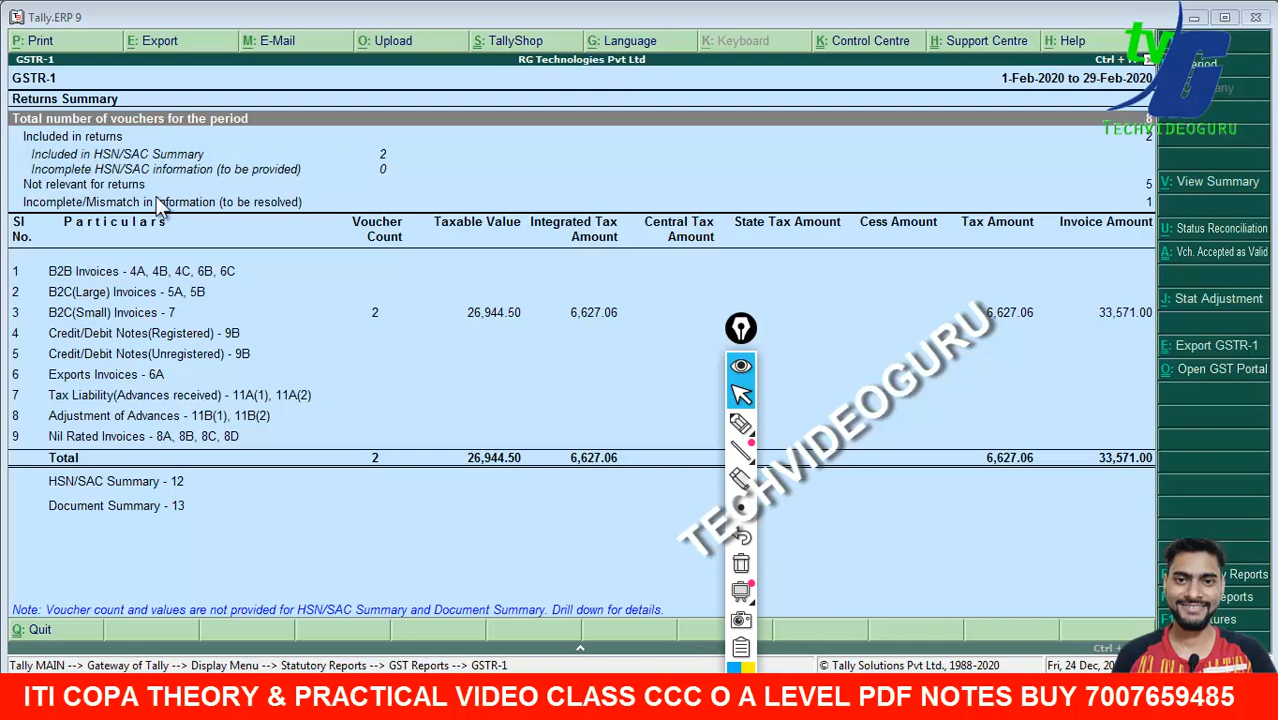 Tally.ERP 9
P: Print E: Export M: E-Mail O: Upload S: TallyShop G: Language K: Keyboard K: Control Centre H: Support Centre H: Help
GSTR-1 RG Technologies Pvt Ltd
GSTR-1 1-Feb-2020 to 29-Feb-2020
Returns Summary
Total number of vouchers for the period 8
Included in returns 2
Included in HSN/SAC Summary 2
Incomplete HSN/SAC information (to be provided) 0
Not relevant for returns 5
Incomplete/Mismatch in information (to be resolved) 1
Sl No. Particulars Voucher Count Taxable Value Integrated Tax Amount Central Tax Amount State Tax Amount Cess Amount Tax Amount Invoice Amount
1 B2B Invoices - 4A, 4B, 4C, 6B, 6C
2 B2C(Large) Invoices - 5A, 5B
3 B2C(Small) Invoices - 7 2 26,944.50 6,627.06 6,627.06 33,571.00
4 Credit/Debit Notes(Registered) - 9B
5 Credit/Debit Notes(Unregistered) - 9B
6 Exports Invoices - 6A
7 Tax Liability(Advances received) - 11A(1), 11A(2)
8 Adjustment of Advances - 11B(1), 11B(2)
9 Nil Rated Invoices - 8A, 8B, 8C, 8D
Total 2 26,944.50 6,627.06 6,627.06 33,571.00
HSN/SAC Summary - 12
Document Summary - 13
Note: Voucher count and values are not provided for HSN/SAC Summary and Document Summary. Drill down for details.
Q: Quit
V: View Summary
U: Status Reconciliation
A: Vch. Accepted as Valid
J: Stat Adjustment
E: Export GSTR-1
O: Open GST Portal
Reports
TECHVIDEOGURU
TECHVIDEOGURU
Tally MAIN --> Gateway of Tally --> Display Menu --> Statutory Reports --> GST Reports --> GSTR-1 © Tally Solutions Pvt Ltd., 1988-2020 Fri, 24 Dec,
ITI COPA THEORY & PRACTICAL VIDEO CLASS CCC O A LEVEL PDF NOTES BUY 7007659485